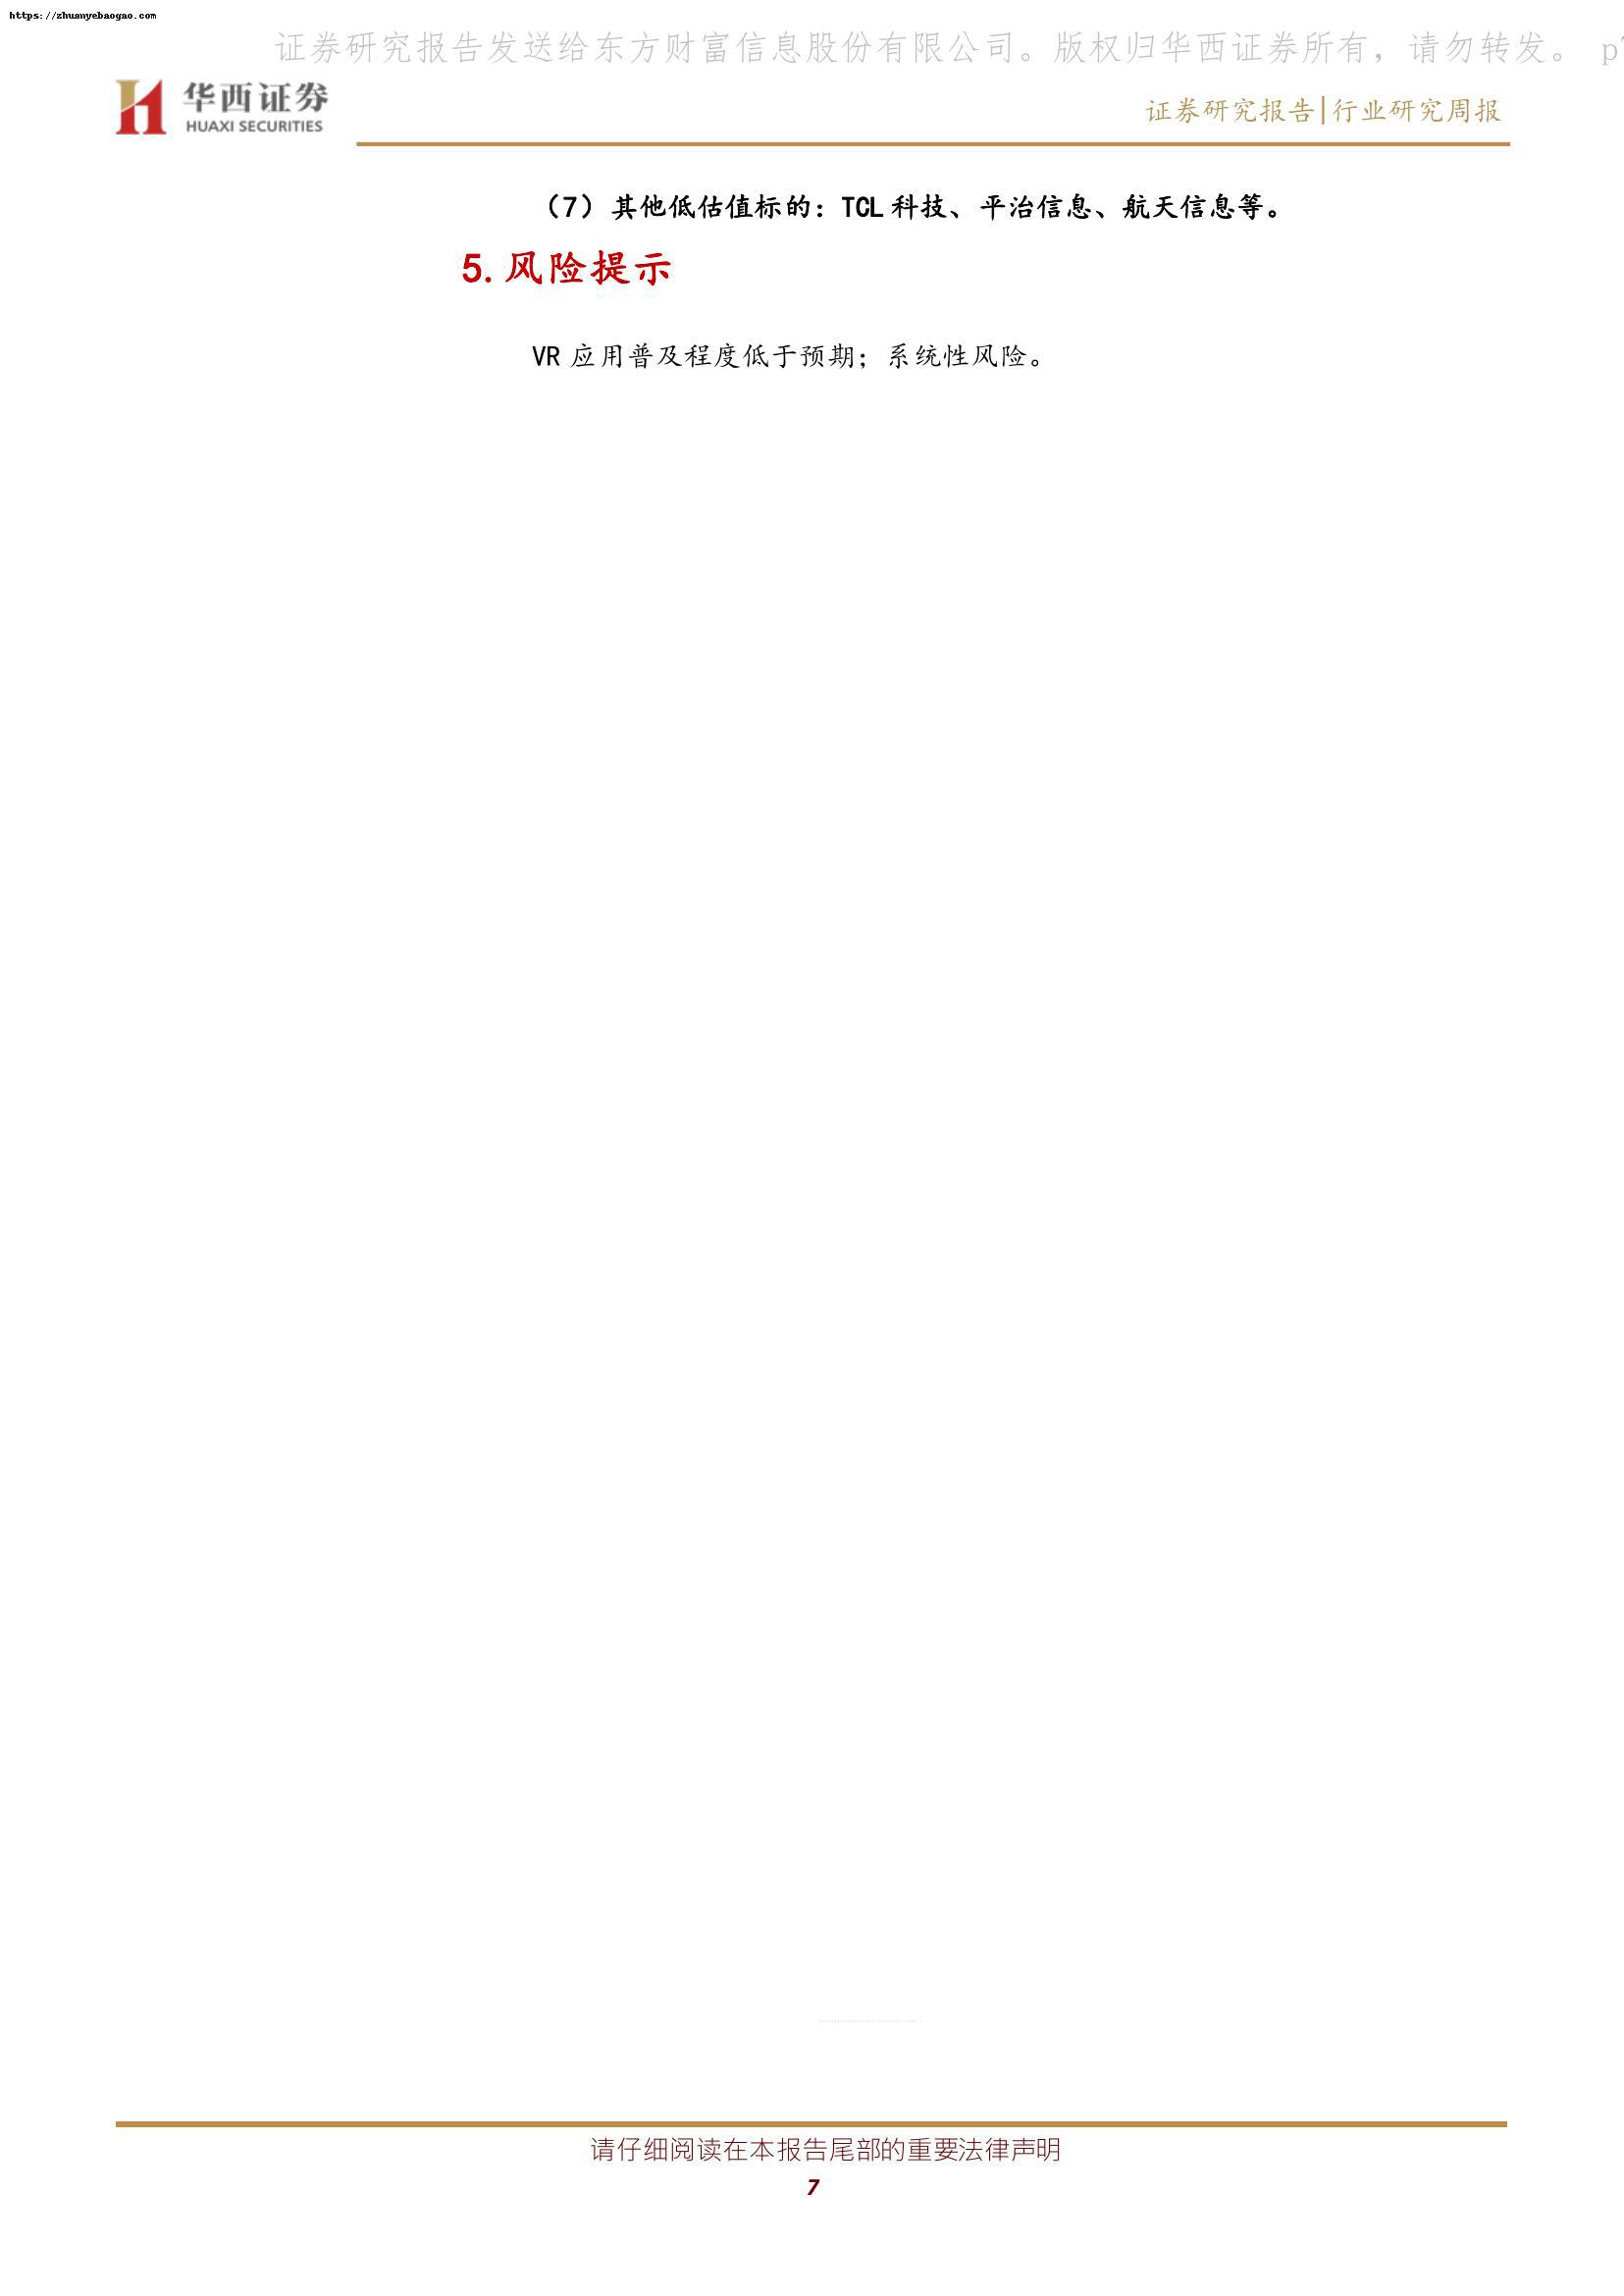 https://zhuanyebaogao.com
证券研究报告发送给东方财富信息股份有限公司。版权归华西证券所有，请勿转发。 p
华西证券
HUAXI SECURITIES
证券研究报告|行业研究周报
（7）其他低估值标的：TCL 科技、平治信息、航天信息等。
5. 风险提示
VR 应用普及程度低于预期；系统性风险。
请仔细阅读在本报告尾部的重要法律声明
7